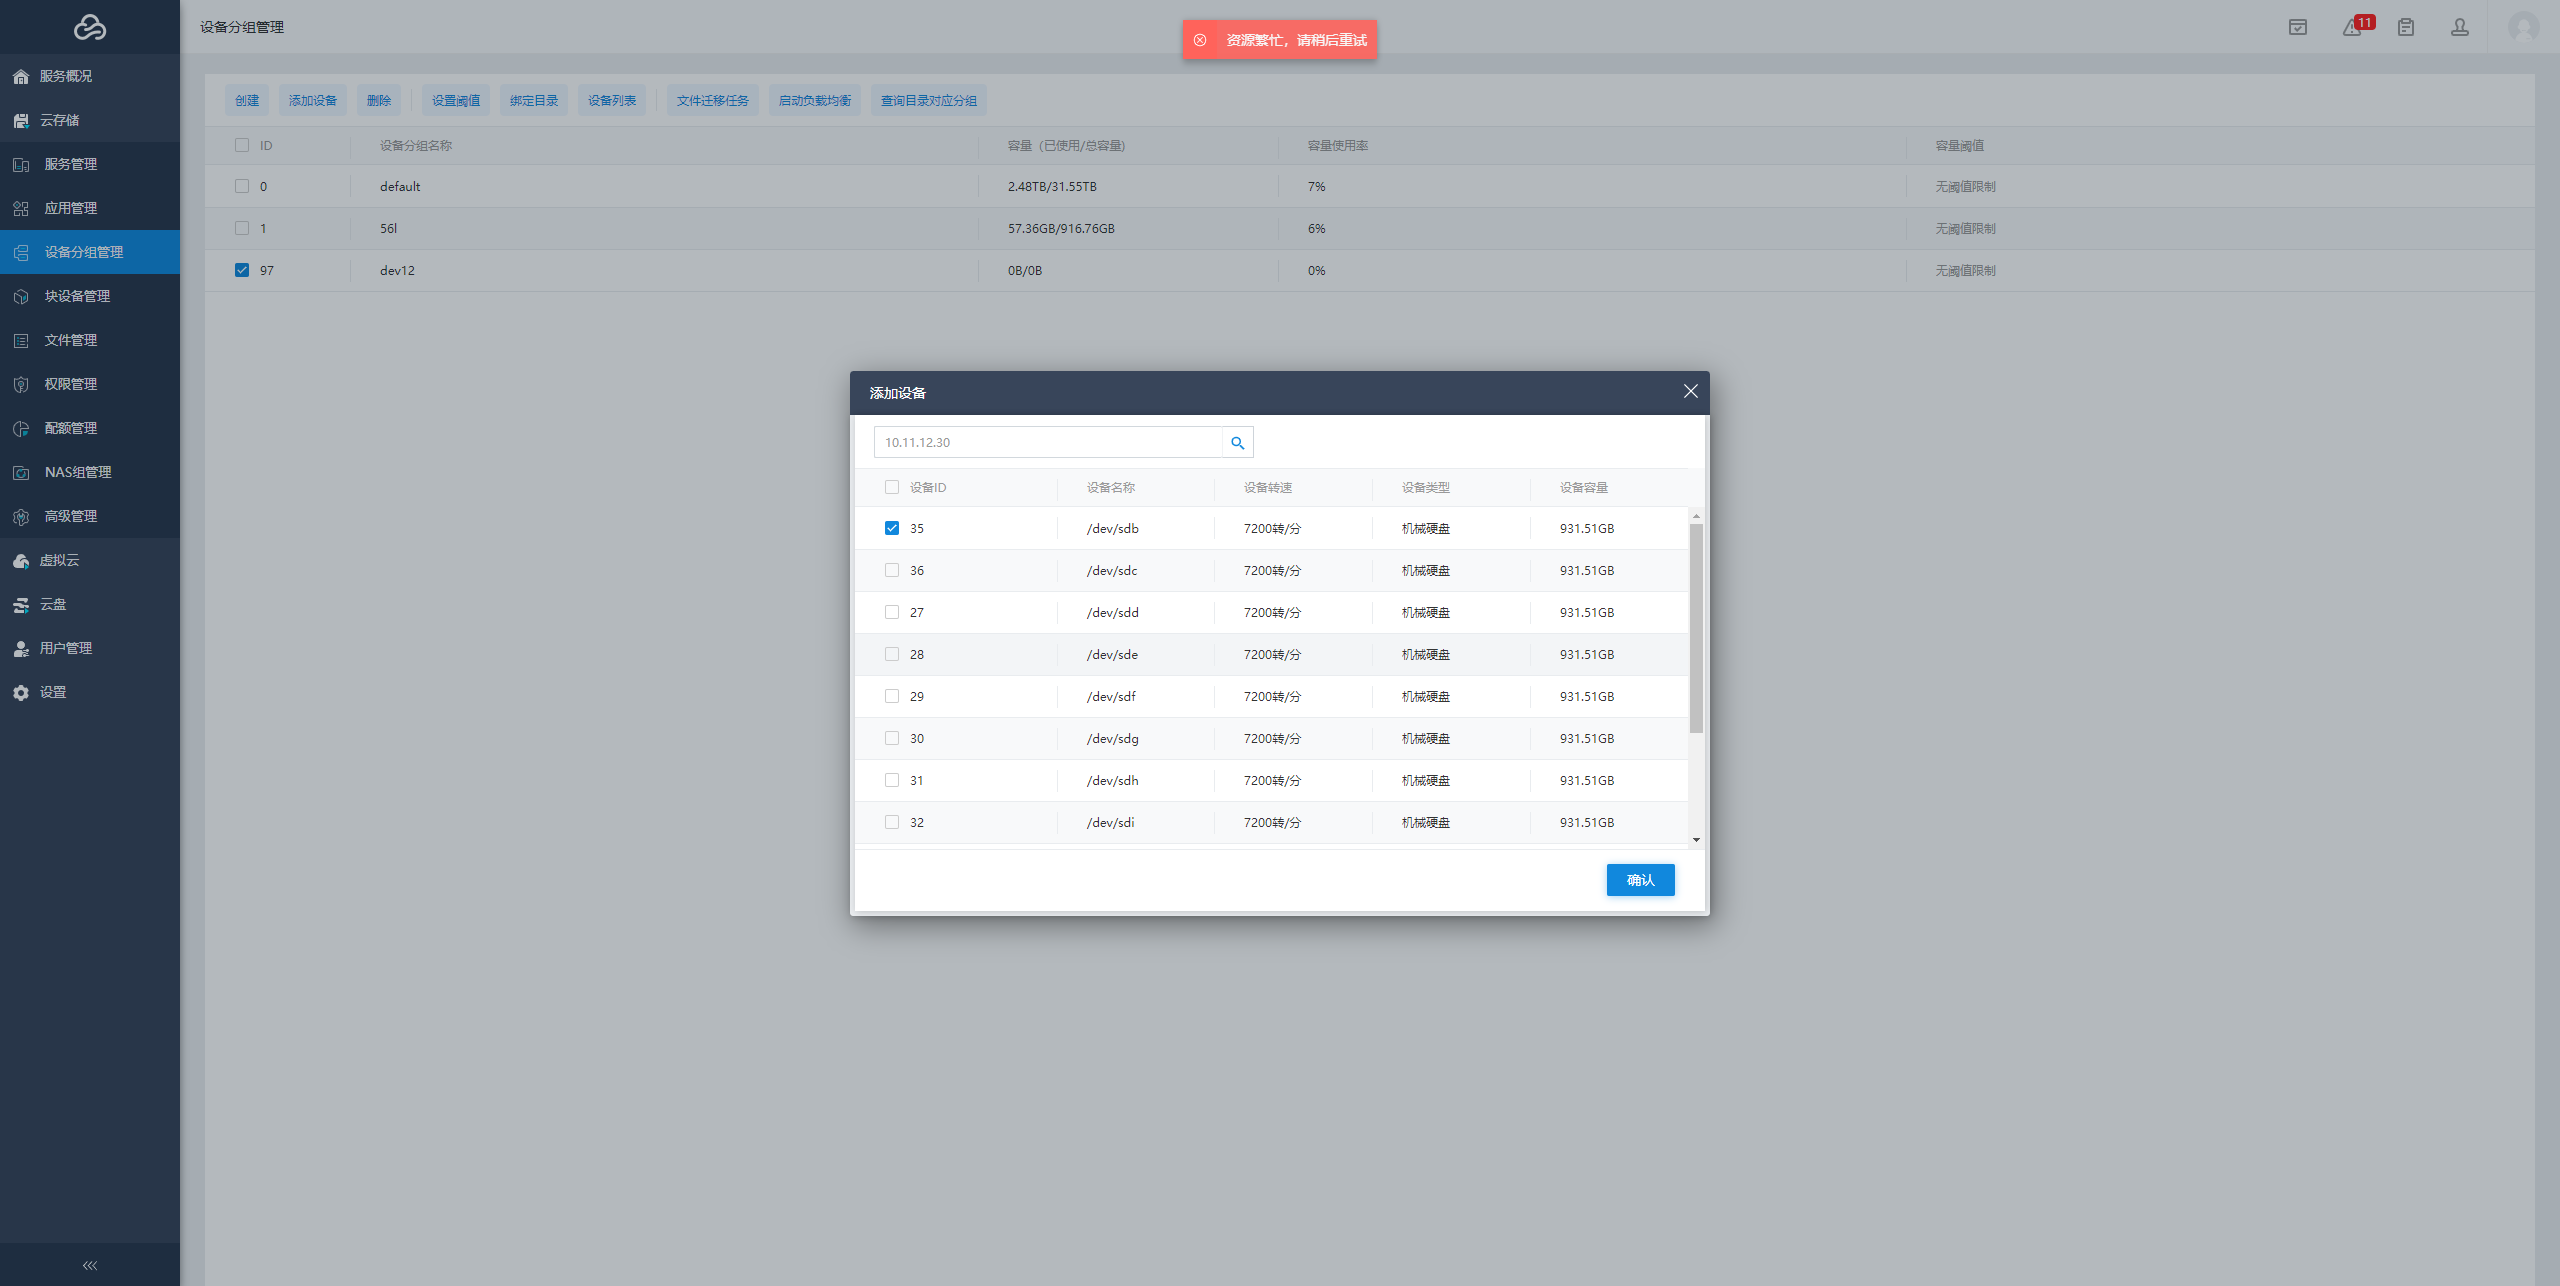 设备分组管理
资源繁忙，请稍后重试
11
服务概况
云存储
服务管理
应用管理
设备分组管理
块设备管理
文件管理
权限管理
配额管理
NAS组管理
高级管理
虚拟云
云盘
用户管理
设置
创建 添加设备 删除 设置阈值 绑定目录 设备列表 文件迁移任务 启动负载均衡 查询目录对应分组
ID 设备分组名称 容量（已使用/总容量） 容量使用率 容量阈值
0 default 2.48TB/31.55TB 7% 无阈值限制
1 56l 57.36GB/916.76GB 6% 无阈值限制
97 dev12 0B/0B 0% 无阈值限制
添加设备
10.11.12.30
设备ID 设备名称 设备转速 设备类型 设备容量
35 /dev/sdb 7200转/分 机械硬盘 931.51GB
36 /dev/sdc 7200转/分 机械硬盘 931.51GB
27 /dev/sdd 7200转/分 机械硬盘 931.51GB
28 /dev/sde 7200转/分 机械硬盘 931.51GB
29 /dev/sdf 7200转/分 机械硬盘 931.51GB
30 /dev/sdg 7200转/分 机械硬盘 931.51GB
31 /dev/sdh 7200转/分 机械硬盘 931.51GB
32 /dev/sdi 7200转/分 机械硬盘 931.51GB
确认